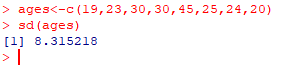 > ages<-c(19,23,30,30,45,25,24,20)
> sd(ages)
[1] 8.315218
>